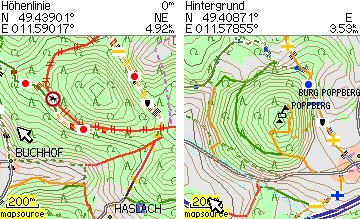 Höhenlinie 0m
N 49.43901° NE
E 011.59017° 4.92km
BUCHHOF
200m
mapsource
HASLACH
Hintergrund
N 49.40871° E
E 011.57855° 3.53km
BURG POPPBERG
POPPBERG
200m
mapsource